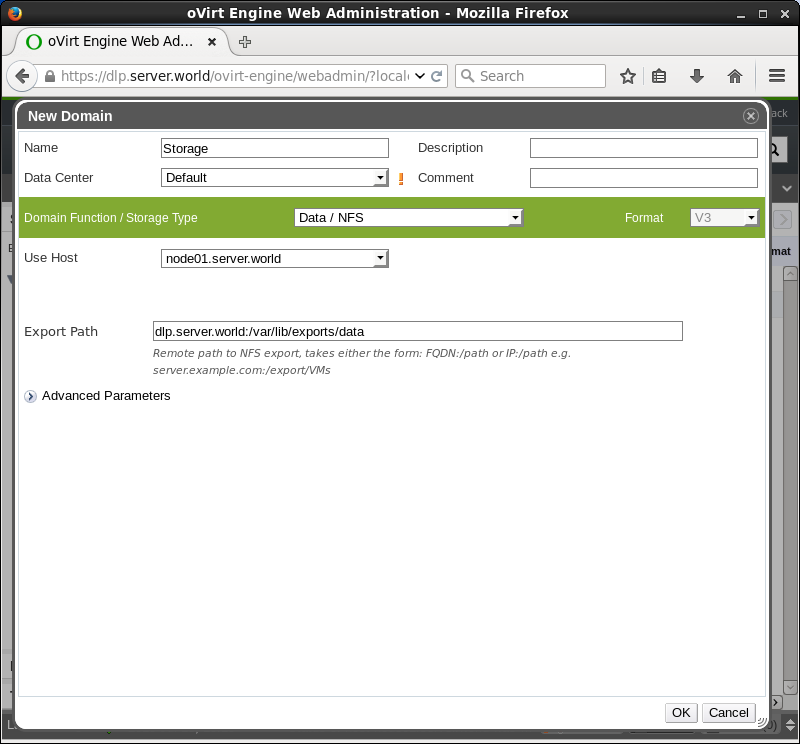 oVirt Engine Web Administration - Mozilla Firefox
oVirt Engine Web Ad...
https://dlp.server.world/ovirt-engine/webadmin/?local
Search
ack
New Domain
Name Storage Description
Data Center Default Comment
Domain Function / Storage Type Data / NFS Format V3
mat
Use Host node01.server.world
Export Path dlp.server.world:/var/lib/exports/data
Remote path to NFS export, takes either the form: FQDN:/path or IP:/path e.g.
server.example.com:/export/VMs
Advanced Parameters
OK Cancel